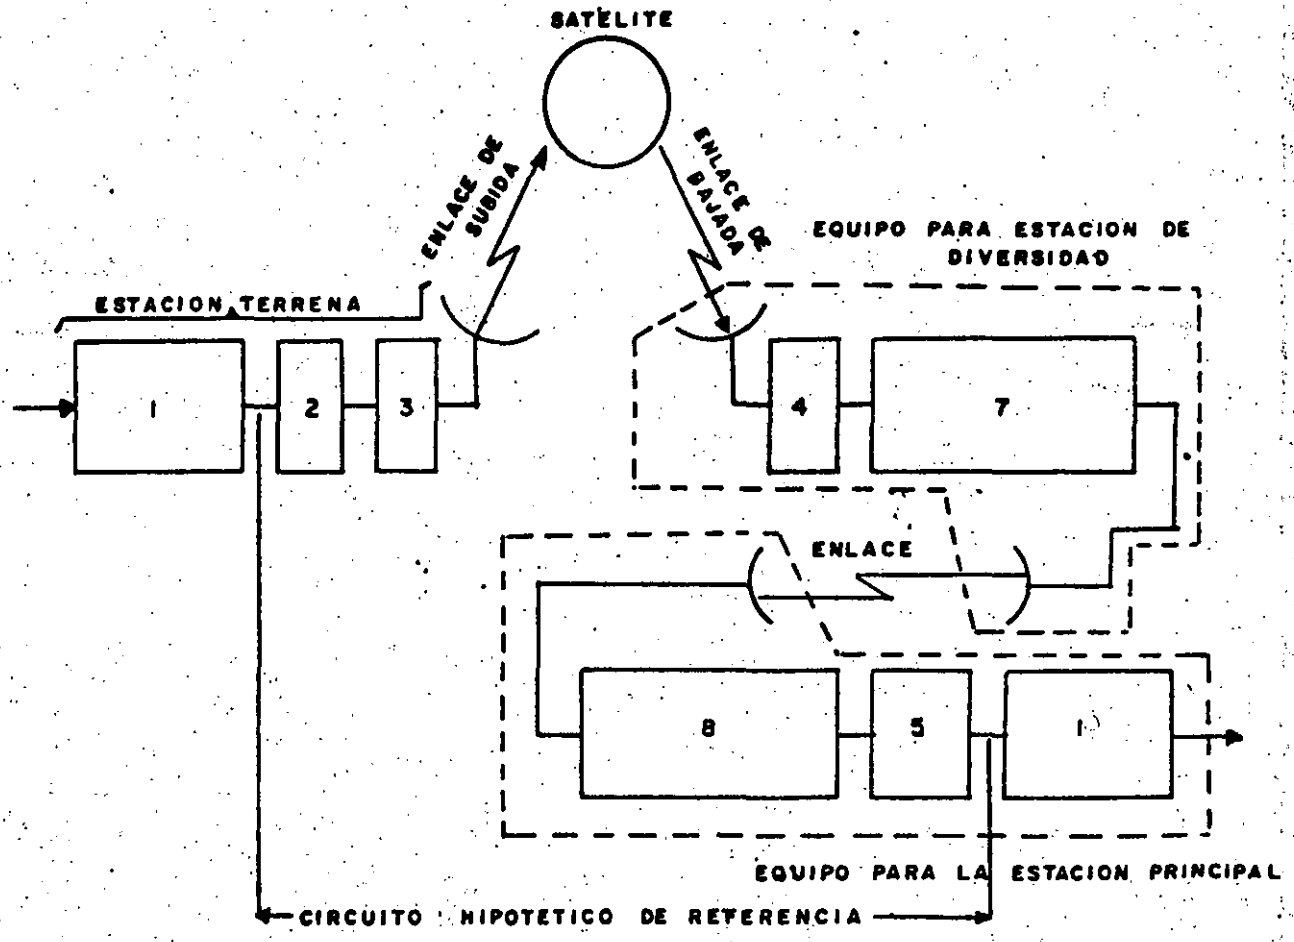 SATELITE
ENLACE DE
SUBIDA
ENLACE DE
BAJADA
EQUIPO PARA ESTACION DE
DIVERSIDAD
ESTACION TERRENA
1
2
3
4
7
ENLACE
8
5
1
EQUIPO PARA LA ESTACION PRINCIPAL
CIRCUITO HIPOTETICO DE REFERENCIA